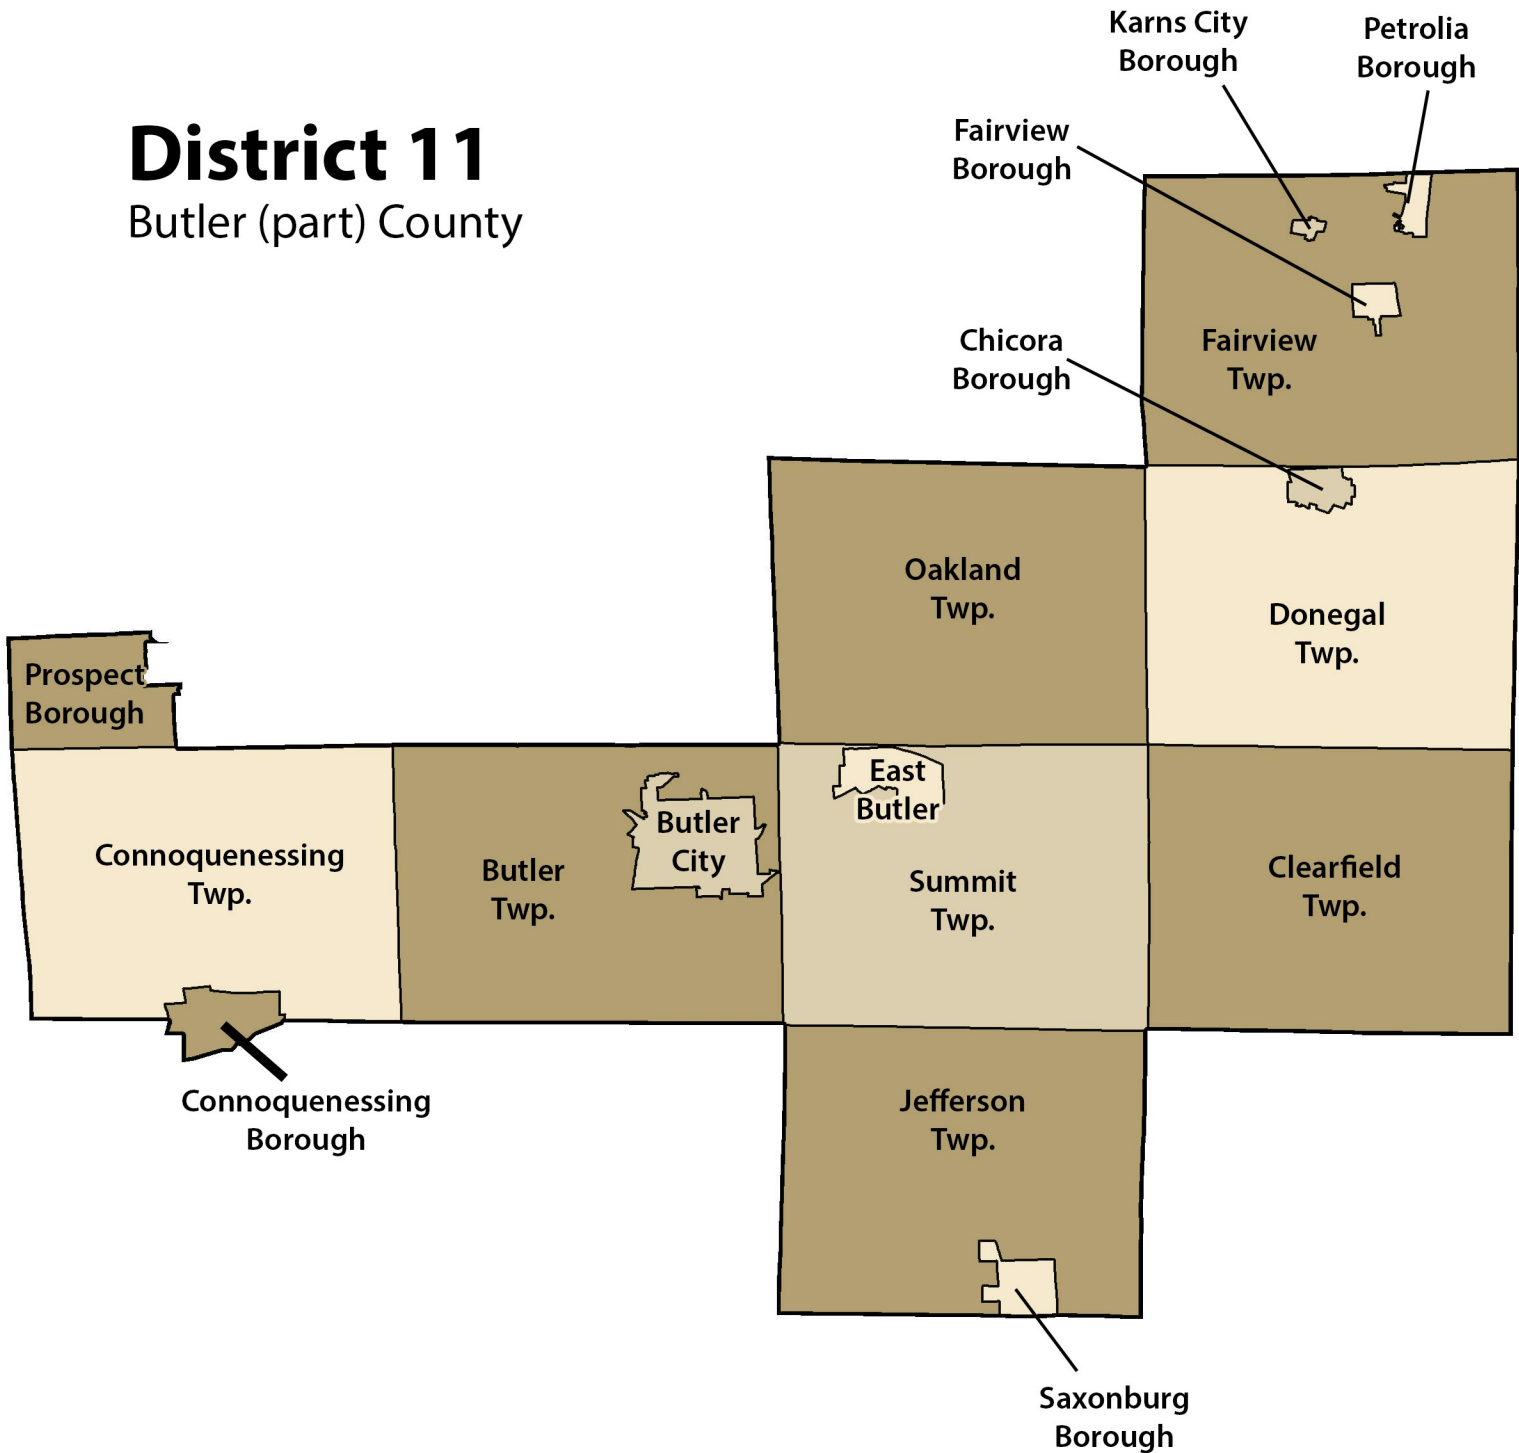 Karns City
Borough
Petrolia
Borough
District 11
Butler (part) County
Fairview
Borough
Chicora
Borough
Fairview
Twp.
Oakland
Twp.
Donegal
Twp.
Prospect
Borough
East
Butler
Butler
City
Connoquenessing
Twp.
Butler
Twp.
Summit
Twp.
Clearfield
Twp.
Connoquenessing
Borough
Jefferson
Twp.
Saxonburg
Borough